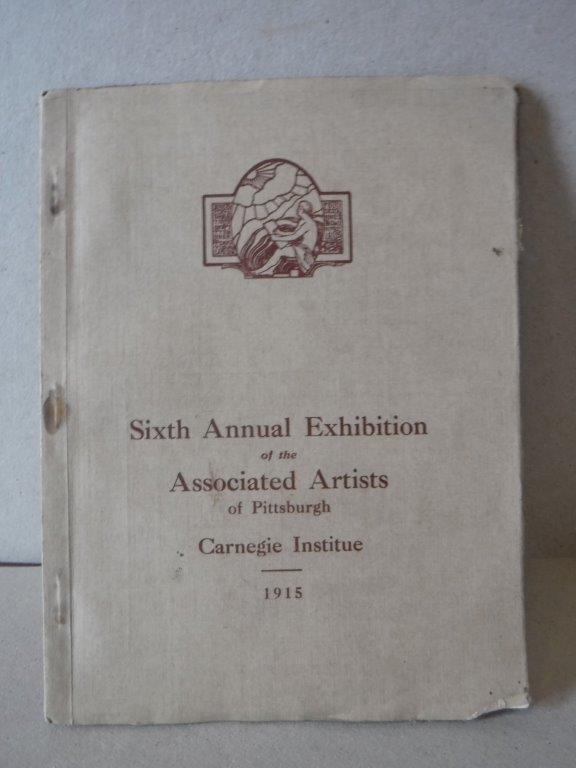 Sixth Annual Exhibition
of the
Associated Artists
of Pittsburgh
Carnegie Institue
1915